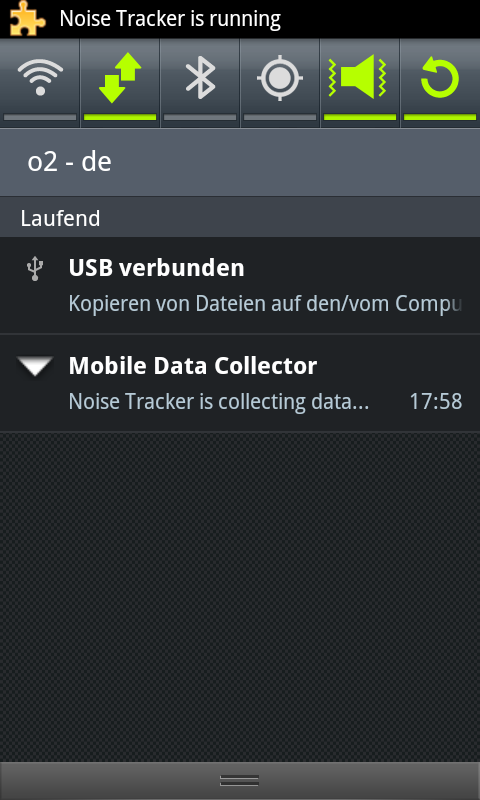 Noise Tracker is running
o2 - de
Laufend
USB verbunden
Kopieren von Dateien auf den/vom Compu
Mobile Data Collector
Noise Tracker is collecting data... 17:58